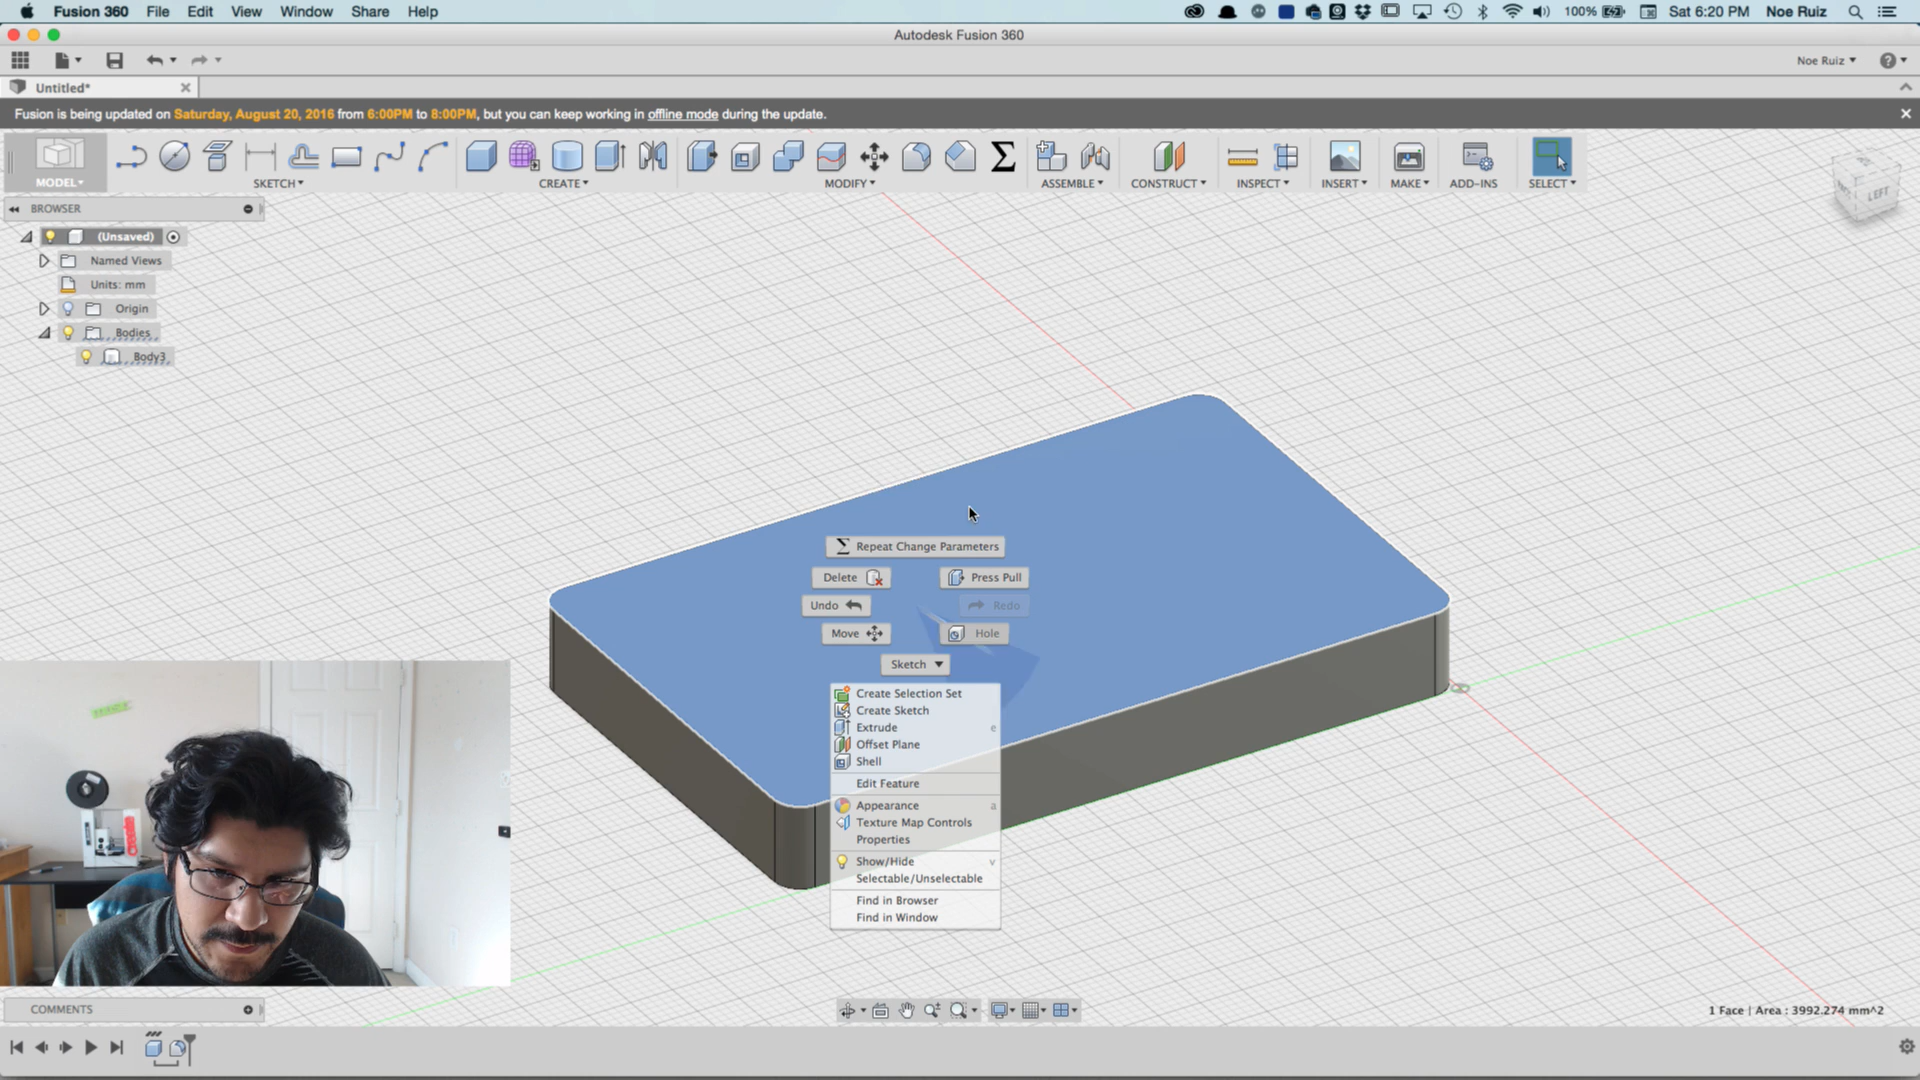 Fusion 360 File Edit View Window Share Help 100% Sat 6:20 PM Noe Ruiz
Autodesk Fusion 360
Noe Ruiz
Untitled*
Fusion is being updated on Saturday, August 20, 2016 from 6:00PM to 8:00PM, but you can keep working in offline mode during the update.
MODEL SKETCH CREATE MODIFY ASSEMBLE CONSTRUCT INSPECT INSERT MAKE ADD-INS SELECT
LEFT
BROWSER
(Unsaved)
Named Views
Units: mm
Origin
Bodies
Body3
Repeat Change Parameters
Delete Press Pull
Undo Redo
Move Hole
Sketch
Create Selection Set
Create Sketch
Extrude e
Offset Plane
Shell
Edit Feature
Appearance a
Texture Map Controls
Properties
Show/Hide v
Selectable/Unselectable
Find in Browser
Find in Window
COMMENTS
1 Face | Area : 3992.274 mm^2